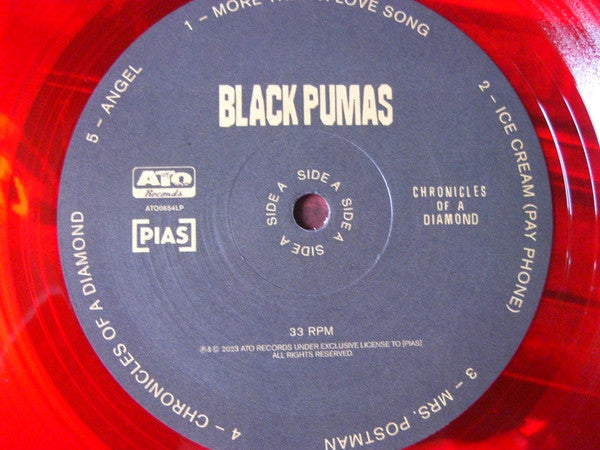 1 – MORE THAN A LOVE SONG
2 – ICE CREAM (PAY PHONE)
3 – MRS. POSTMAN
4 – CHRONICLES OF A DIAMOND
5 – ANGEL
BLACK PUMAS
ATO
Records
ATO0654LP
[PIAS]
SIDE A SIDE A SIDE A SIDE A
CHRONICLES
OF A
DIAMOND
33 RPM
℗ & © 2023 ATO RECORDS UNDER EXCLUSIVE LICENSE TO [PIAS]
ALL RIGHTS RESERVED.